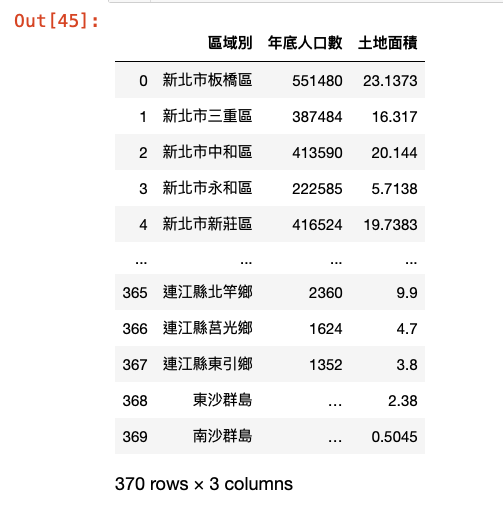 Out[45]:
區域別 年底人口數 土地面積
0 新北市板橋區 551480 23.1373
1 新北市三重區 387484 16.317
2 新北市中和區 413590 20.144
3 新北市永和區 222585 5.7138
4 新北市新莊區 416524 19.7383
... ... ... ...
365 連江縣北竿鄉 2360 9.9
366 連江縣莒光鄉 1624 4.7
367 連江縣東引鄉 1352 3.8
368 東沙群島 … 2.38
369 南沙群島 … 0.5045
370 rows × 3 columns